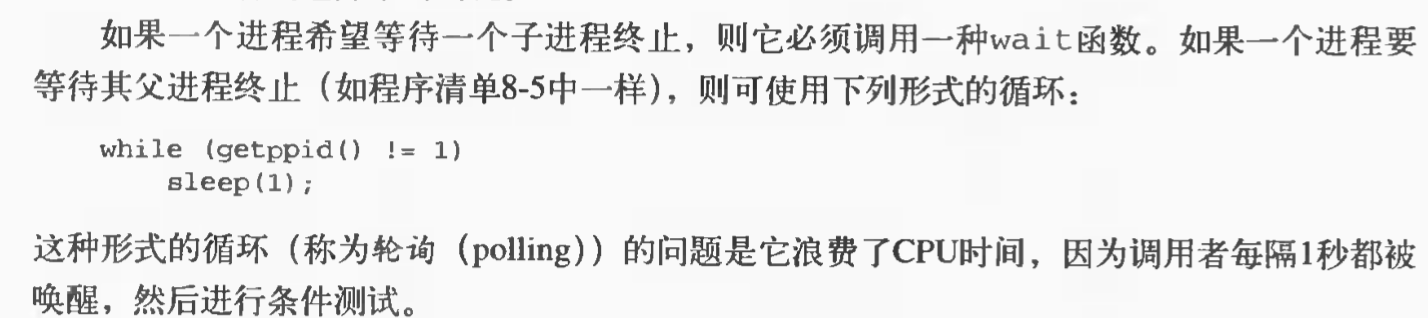 如果一个进程希望等待一个子进程终止，则它必须调用一种wait函数。如果一个进程要
等待其父进程终止（如程序清单8-5中一样），则可使用下列形式的循环：
while (getppid() != 1)
sleep(1);
这种形式的循环（称为轮询（polling））的问题是它浪费了CPU时间，因为调用者每隔1秒都被
唤醒，然后进行条件测试。